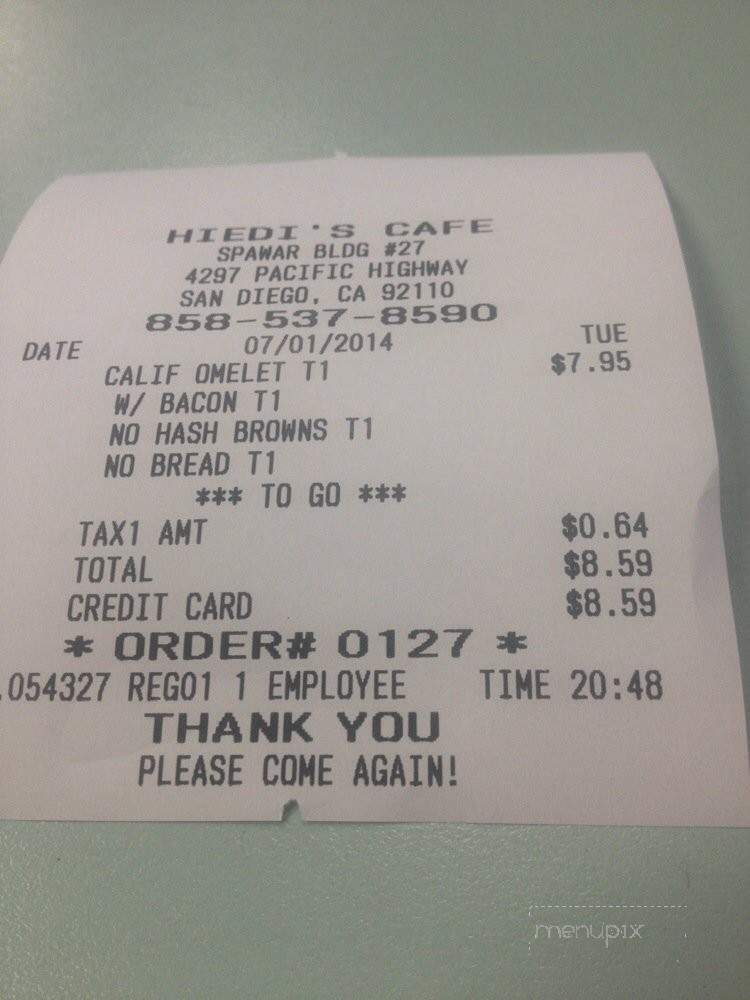 HIEDI'S CAFE
SPAWAR BLDG #27
4297 PACIFIC HIGHWAY
SAN DIEGO, CA 92110
858-537-8590
DATE 07/01/2014 TUE
CALIF OMELET T1 $7.95
W/ BACON T1
NO HASH BROWNS T1
NO BREAD T1
*** TO GO ***
TAX1 AMT $0.64
TOTAL $8.59
CREDIT CARD $8.59
* ORDER# 0127 *
.054327 REG01 1 EMPLOYEE TIME 20:48
THANK YOU
PLEASE COME AGAIN!
menupix